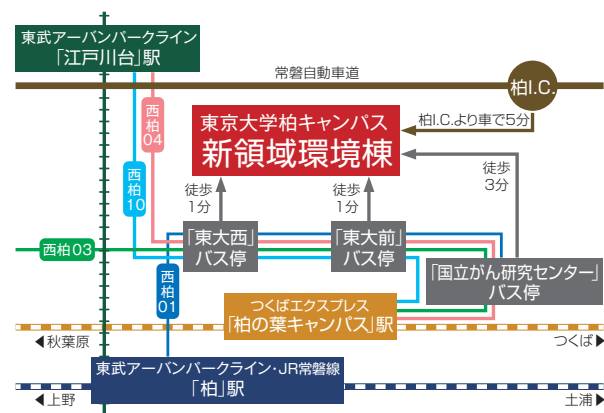 東武アーバンパークライン
「江戸川台」駅
常磐自動車道
柏I.C.
柏I.C.より車で5分
東京大学柏キャンパス
新領域環境棟
西柏04
西柏10
徒歩
1分
徒歩
1分
徒歩
3分
「東大西」
バス停
「東大前」
バス停
西柏03
西柏01
「国立がん研究センター」
バス停
つくばエクスプレス
「柏の葉キャンパス」駅
◀秋葉原
つくば▶
東武アーバンパークライン・JR常磐線
「柏」駅
◀上野
土浦▶